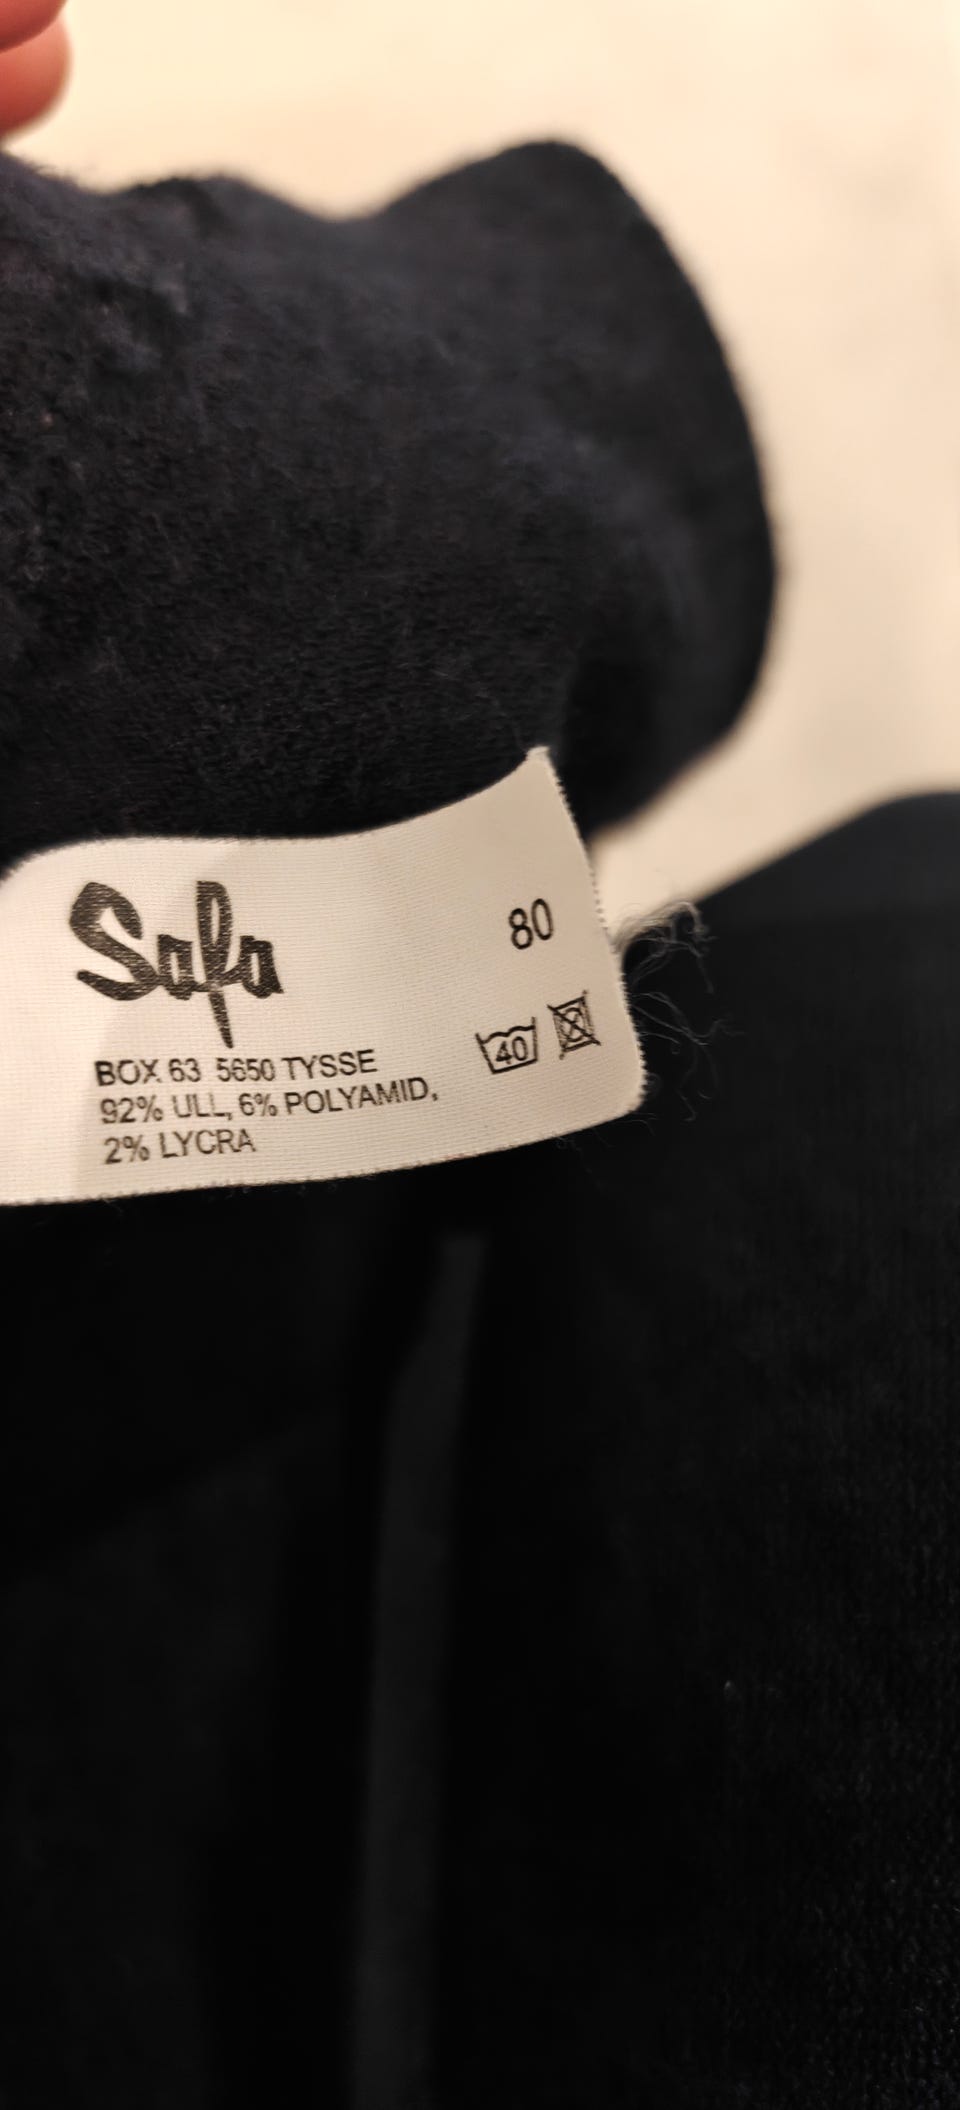 Safa
80
40
BOX 63 5650 TYSSE
92% ULL, 6% POLYAMID,
2% LYCRA